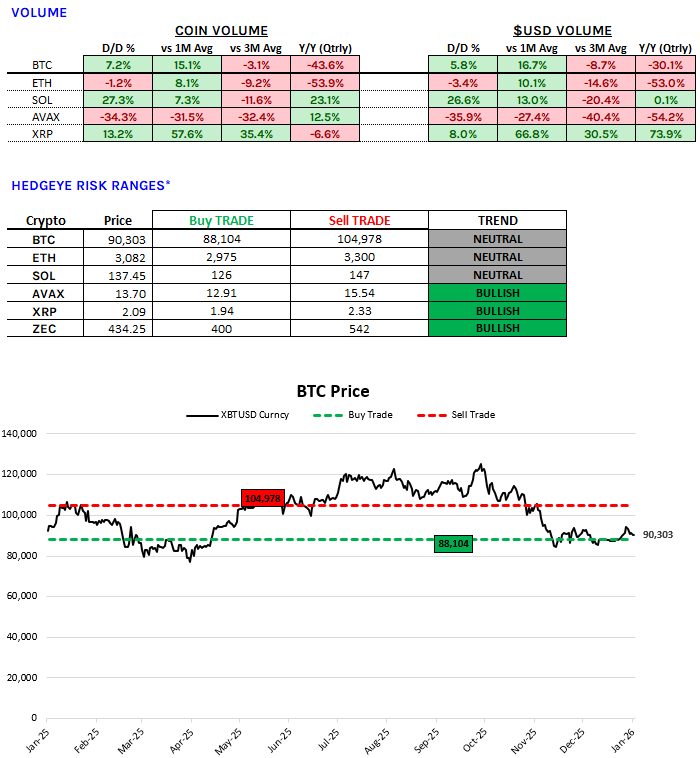 VOLUME
COIN VOLUME $USD VOLUME
D/D % vs 1M Avg vs 3M Avg Y/Y (Qtrly) D/D % vs 1M Avg vs 3M Avg Y/Y (Qtrly)
BTC 7.2% 15.1% -3.1% -43.6% 5.8% 16.7% -8.7% -30.1%
ETH -1.2% 8.1% -9.2% -53.9% -3.4% 10.1% -14.6% -53.0%
SOL 27.3% 7.3% -11.6% 23.1% 26.6% 13.0% -20.4% 0.1%
AVAX -34.3% -31.5% -32.4% 12.5% -35.9% -27.4% -40.4% -54.2%
XRP 13.2% 57.6% 35.4% -6.6% 8.0% 66.8% 30.5% 73.9%
HEDGEYE RISK RANGES*
Crypto Price Buy TRADE Sell TRADE TREND
BTC 90,303 88,104 104,978 NEUTRAL
ETH 3,082 2,975 3,300 NEUTRAL
SOL 137.45 126 147 NEUTRAL
AVAX 13.70 12.91 15.54 BULLISH
XRP 2.09 1.94 2.33 BULLISH
ZEC 434.25 400 542 BULLISH
BTC Price
XBTUSD Curncy Buy Trade Sell Trade
140,000
120,000
104,978
100,000
88,104
90,303
80,000
60,000
40,000
20,000
0
Jan-25 Feb-25 Mar-25 Apr-25 May-25 Jun-25 Jul-25 Aug-25 Sep-25 Oct-25 Nov-25 Dec-25 Jan-26